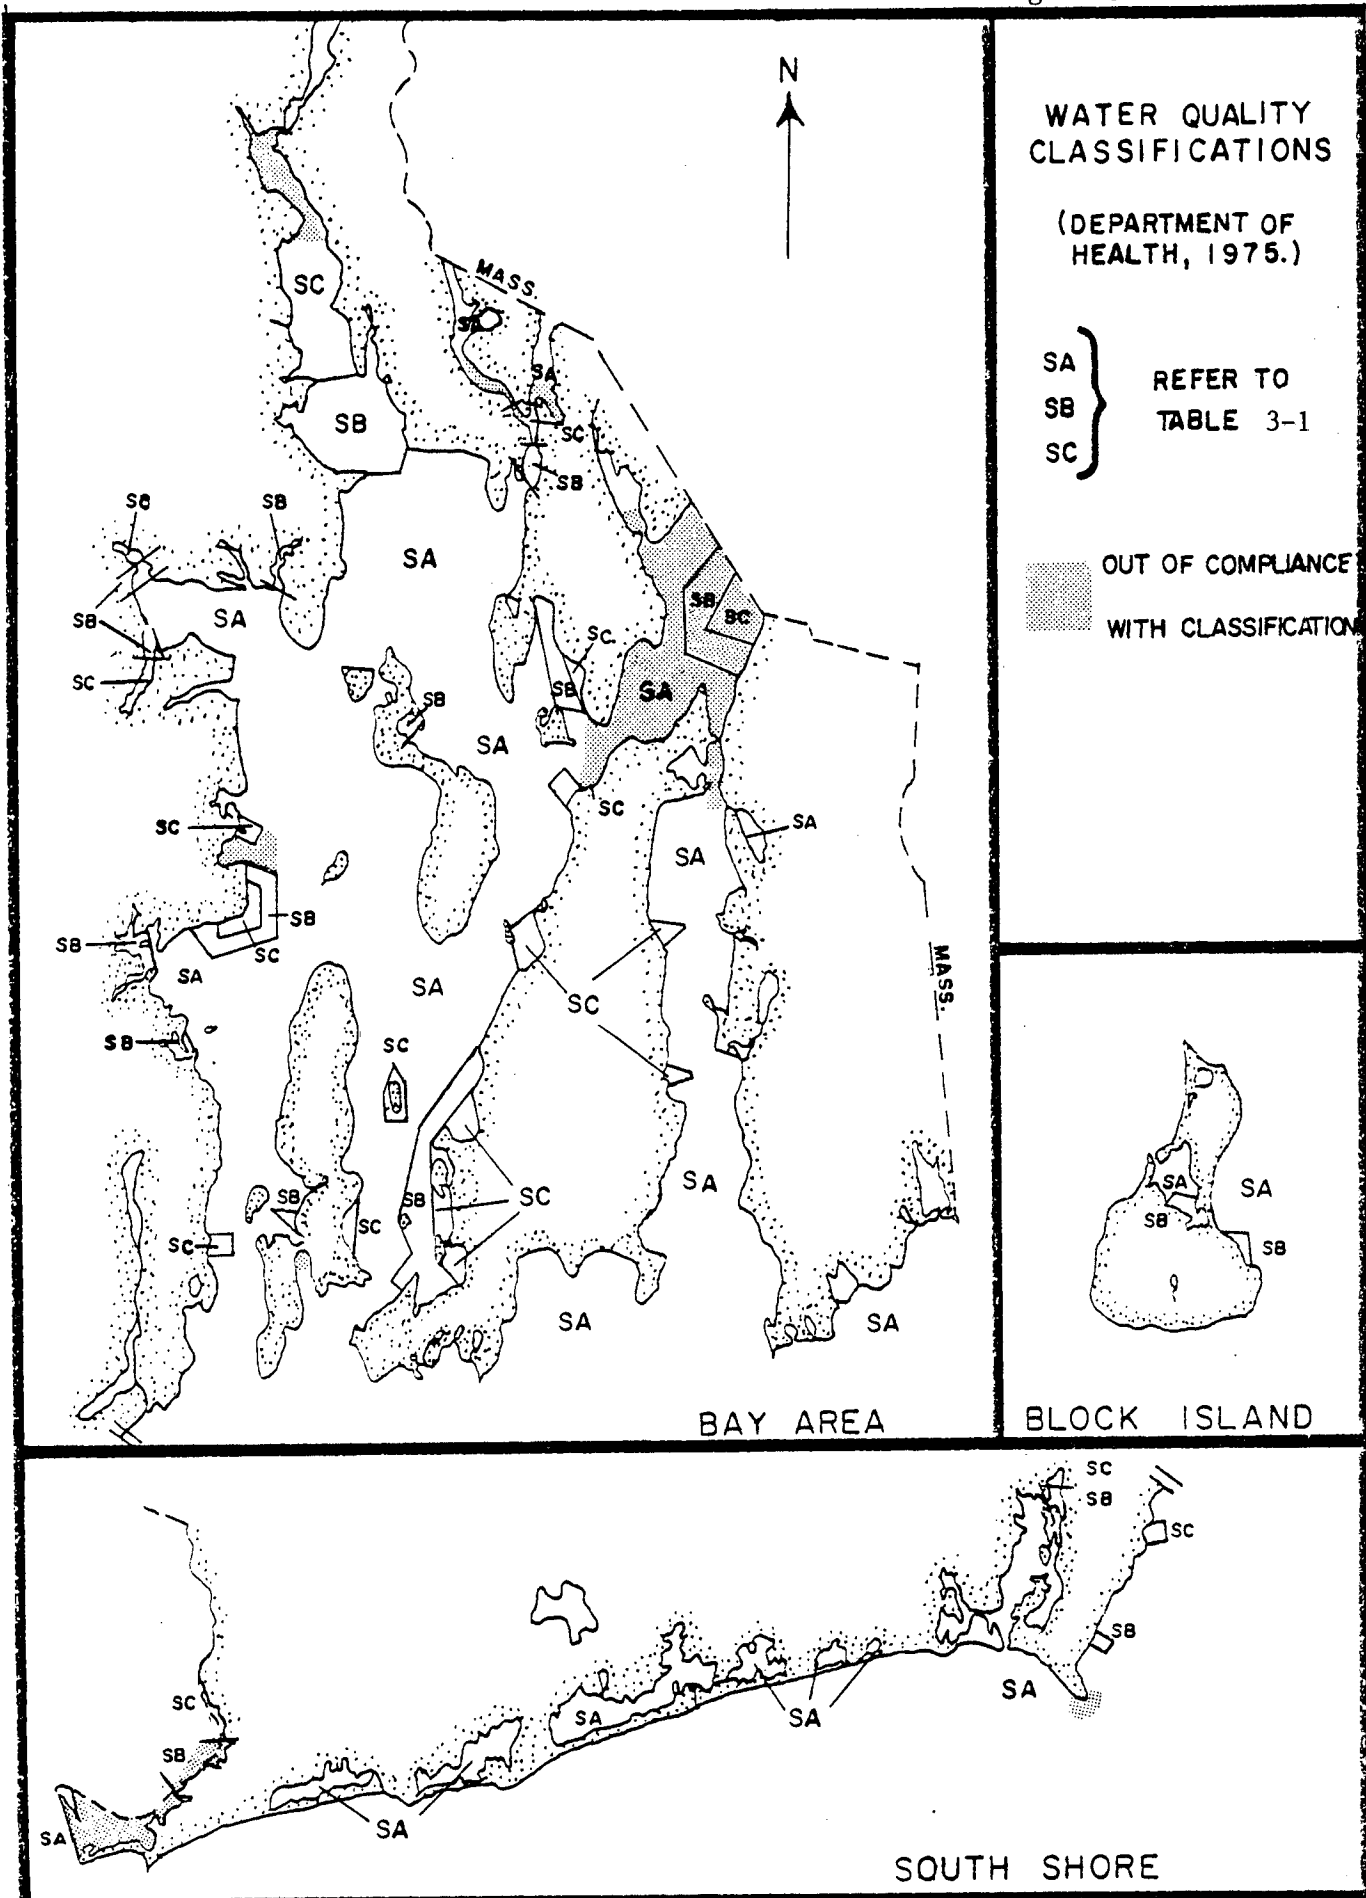 N
WATER QUALITY
CLASSIFICATIONS
(DEPARTMENT OF
HEALTH, 1975.)
SA
SB
SC
REFER TO
TABLE 3-1
OUT OF COMPLIANCE
WITH CLASSIFICATION
MASS.
SA
SC
SA
SB
SC
SB
SB
SB
SA
SA
SB
SB
SC
SC
SC
SB
SA
SB
SA
SC
SC
SA
SA
SB
SC
SB
SA
SA
SC
MASS.
SB
SC
SB
SC
SB
SC
SA
SC
SA
SA
BAY AREA
SA
SA
SB
SB
BLOCK ISLAND
SC
SB
SC
SB
SA
SA
SA
SC
SB
SA
SA
SOUTH SHORE